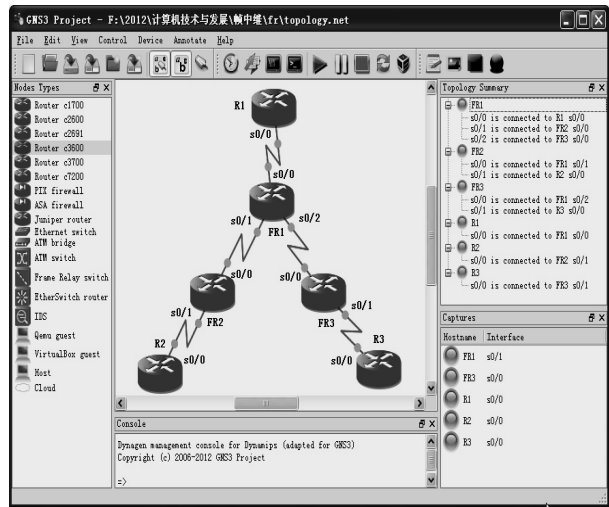 GNS3 Project - F:\2012\计算机技术与发展\帧中继\fr\topology.net
File Edit View Control Device Annotate Help
Nodes Types
Router c1700
Router c2600
Router c2691
Router c3600
Router c3700
Router c7200
PIX firewall
ASA firewall
Juniper router
Ethernet switch
ATM bridge
ATM switch
Frame Relay switch
EtherSwitch router
IDS
Qemu guest
VirtualBox guest
Host
Cloud
R1
s0/0
s0/0
s0/1
s0/2
FR1
s0/0
s0/0
s0/1
s0/1
FR2
FR3
R2
R3
s0/0
s0/0
Console
Dynagen management console for Dynamips (adapted for GNS3)
Copyright (c) 2006-2012 GNS3 Project
=>
Topology Summary
FR1
s0/0 is connected to R1 s0/0
s0/1 is connected to FR2 s0/0
s0/2 is connected to FR3 s0/0
FR2
s0/0 is connected to FR1 s0/1
s0/1 is connected to R2 s0/0
FR3
s0/0 is connected to FR1 s0/2
s0/1 is connected to R3 s0/0
R1
s0/0 is connected to FR1 s0/0
R2
s0/0 is connected to FR2 s0/1
R3
s0/0 is connected to FR3 s0/1
Captures
Hostname Interface
FR1 s0/1
FR3 s0/0
R1 s0/0
R2 s0/0
R3 s0/0